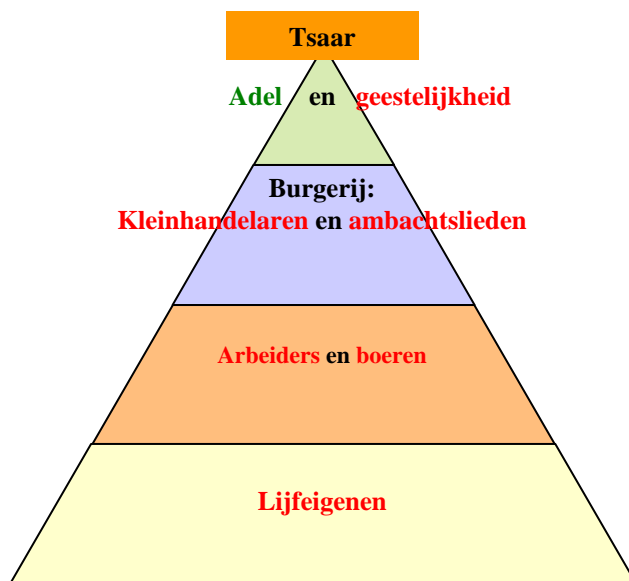 Tsaar
Adel en geestelijkheid
Burgerij:
Kleinhandelaren en ambachtslieden
Arbeiders en boeren
Lijfeigenen